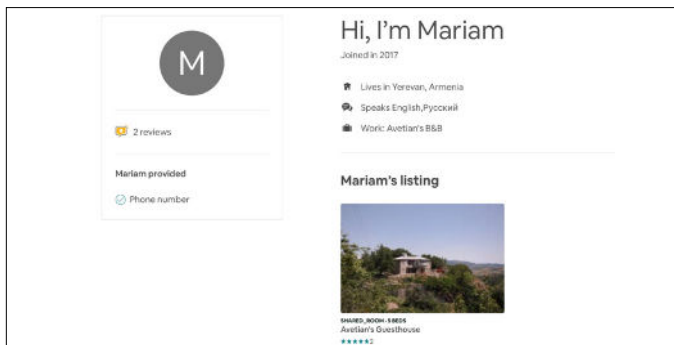 M
2 reviews
Mariam provided
Phone number
Hi, I'm Mariam
Joined in 2017
Lives in Yerevan, Armenia
Speaks English,Русский
Work: Avetian's B&B
Mariam's listing
SHARED_ROOM · 5 BEDS
Avetian's Guesthouse
★★★★★2